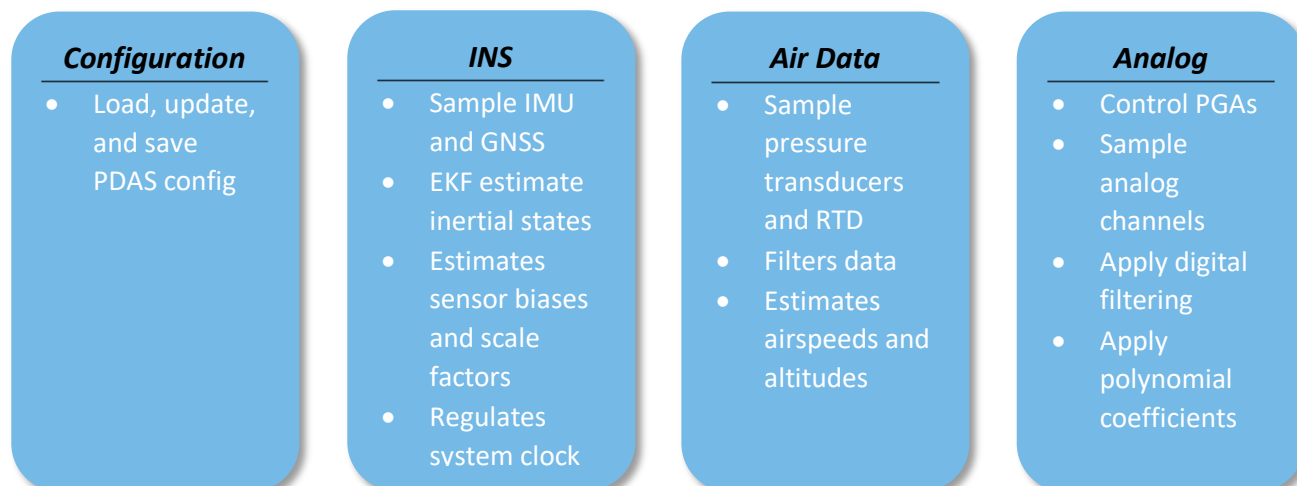 Configuration
• Load, update,
and save
PDAS config
INS
• Sample IMU
and GNSS
• EKF estimate
inertial states
• Estimates
sensor biases
and scale
factors
• Regulates
system clock
Air Data
• Sample
pressure
transducers
and RTD
• Filters data
• Estimates
airspeeds and
altitudes
Analog
• Control PGAs
• Sample
analog
channels
• Apply digital
filtering
• Apply
polynomial
coefficients